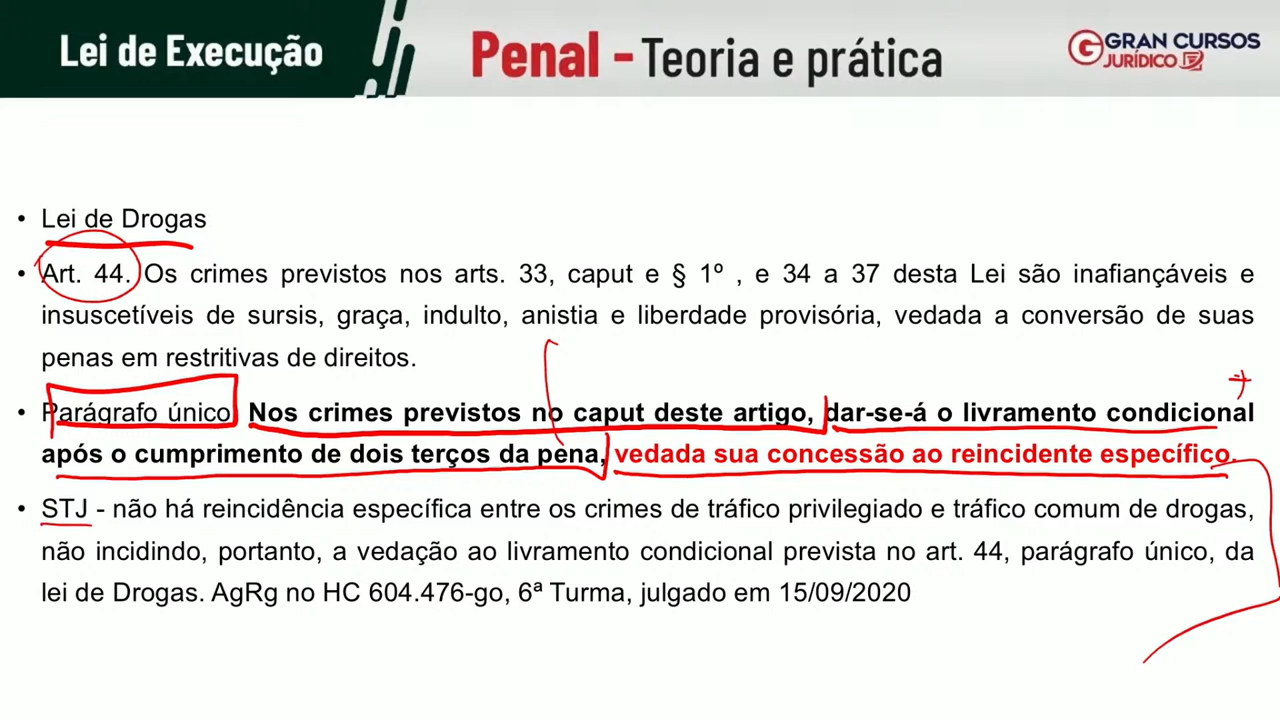 Lei de Execução
Penal - Teoria e prática
GRAN CURSOS
JURÍDICO
• Lei de Drogas
• Art. 44. Os crimes previstos nos arts. 33, caput e § 1º , e 34 a 37 desta Lei são inafiançáveis e
insuscetíveis de sursis, graça, indulto, anistia e liberdade provisória, vedada a conversão de suas
penas em restritivas de direitos.
• Parágrafo único Nos crimes previstos no caput deste artigo, dar-se-á o livramento condicional
após o cumprimento de dois terços da pena, vedada sua concessão ao reincidente específico.
• STJ - não há reincidência específica entre os crimes de tráfico privilegiado e tráfico comum de drogas,
não incidindo, portanto, a vedação ao livramento condicional prevista no art. 44, parágrafo único, da
lei de Drogas. AgRg no HC 604.476-go, 6ª Turma, julgado em 15/09/2020